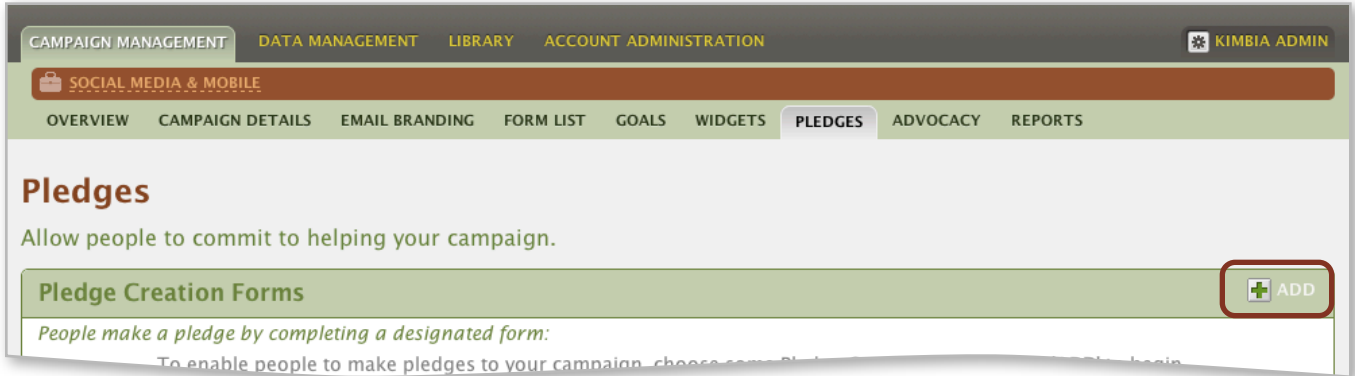 CAMPAIGN MANAGEMENT DATA MANAGEMENT LIBRARY ACCOUNT ADMINISTRATION KIMBIA ADMIN
SOCIAL MEDIA & MOBILE
OVERVIEW CAMPAIGN DETAILS EMAIL BRANDING FORM LIST GOALS WIDGETS PLEDGES ADVOCACY REPORTS
Pledges
Allow people to commit to helping your campaign.
Pledge Creation Forms ADD
People make a pledge by completing a designated form:
To enable people to make pledges to your campaign, choose some begin